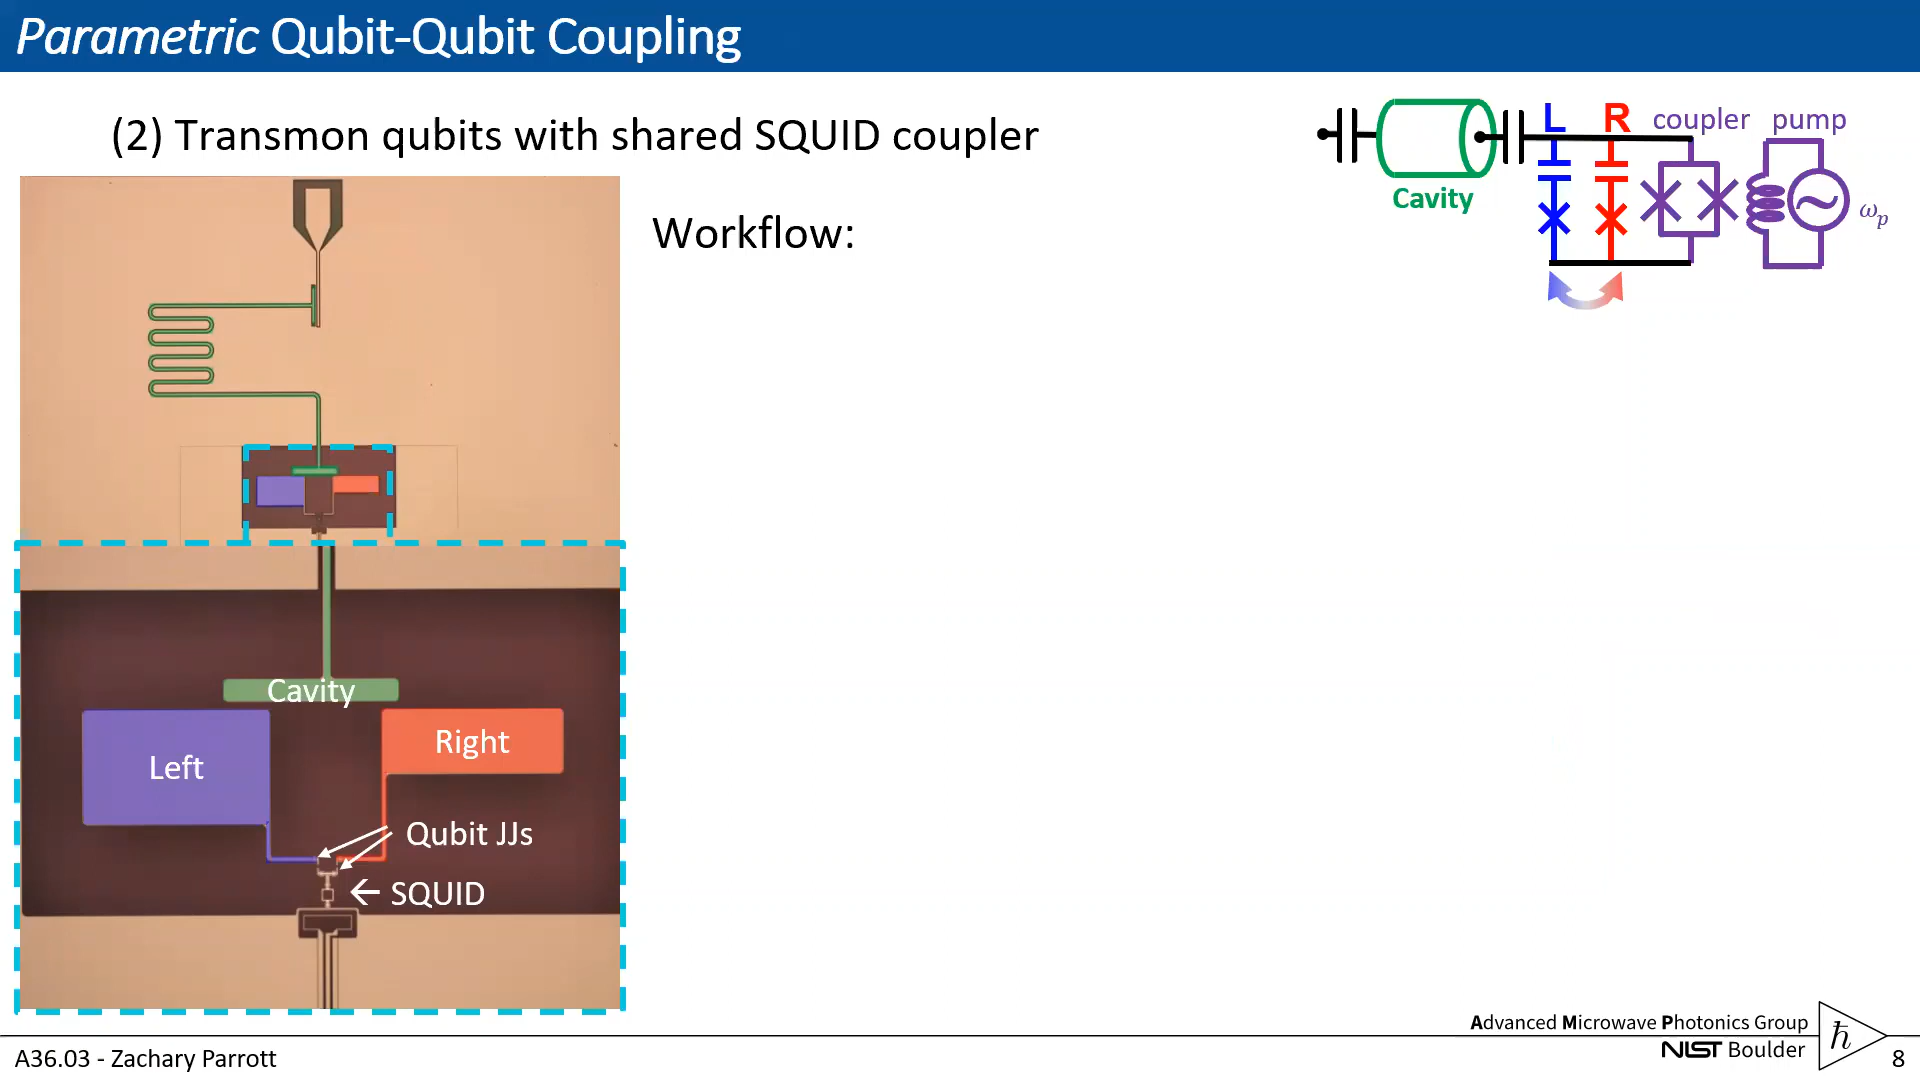 Parametric Qubit-Qubit Coupling
(2) Transmon qubits with shared SQUID coupler
L R coupler pump
Cavity
ωp
Workflow:
Cavity
Left
Right
Qubit JJs
← SQUID
Advanced Microwave Photonics Group
NIST Boulder
ℏ
A36.03 - Zachary Parrott
8